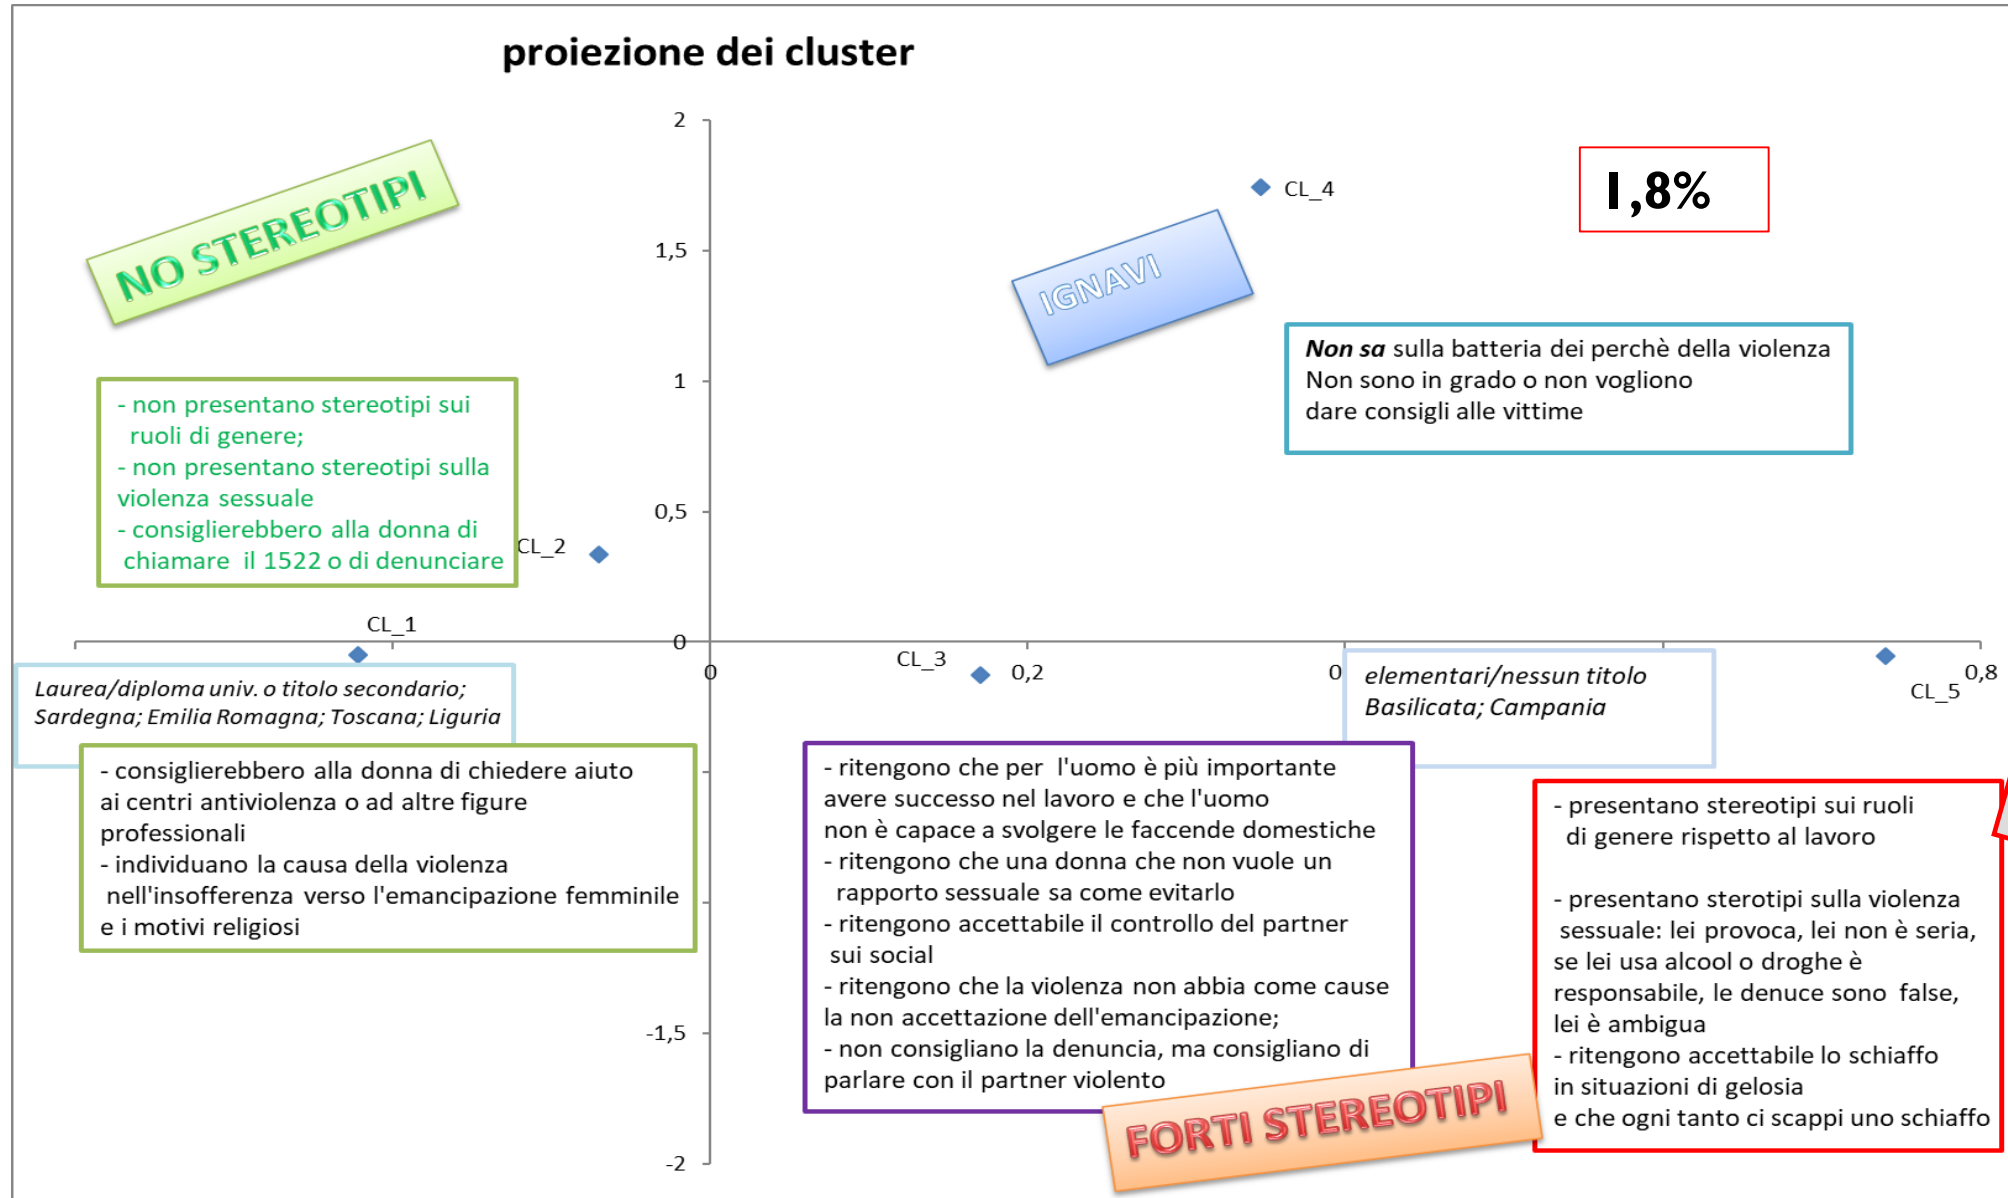 proiezione dei cluster
2
1,5
1
0,5
0
-1,5
-2
0
0,2
0
0,8
NO STEREOTIPI
IGNAVI
CL_4
1,8%
Non sa sulla batteria dei perchè della violenza
Non sono in grado o non vogliono
dare consigli alle vittime
- non presentano stereotipi sui
ruoli di genere;
- non presentano stereotipi sulla
violenza sessuale
- consiglierebbero alla donna di
chiamare il 1522 o di denunciare
CL_2
CL_1
CL_3
CL_5
Laurea/diploma univ. o titolo secondario;
Sardegna; Emilia Romagna; Toscana; Liguria
elementari/nessun titolo
Basilicata; Campania
- consiglierebbero alla donna di chiedere aiuto
ai centri antiviolenza o ad altre figure
professionali
- individuano la causa della violenza
nell'insofferenza verso l'emancipazione femminile
e i motivi religiosi
- ritengono che per l'uomo è più importante
avere successo nel lavoro e che l'uomo
non è capace a svolgere le faccende domestiche
- ritengono che una donna che non vuole un
rapporto sessuale sa come evitarlo
- ritengono accettabile il controllo del partner
sui social
- ritengono che la violenza non abbia come cause
la non accettazione dell'emancipazione;
- non consigliano la denuncia, ma consigliano di
parlare con il partner violento
- presentano stereotipi sui ruoli
di genere rispetto al lavoro
- presentano sterotipi sulla violenza
sessuale: lei provoca, lei non è seria,
se lei usa alcool o droghe è
responsabile, le denuce sono false,
lei è ambigua
- ritengono accettabile lo schiaffo
in situazioni di gelosia
e che ogni tanto ci scappi uno schiaffo
FORTI STEREOTIPI